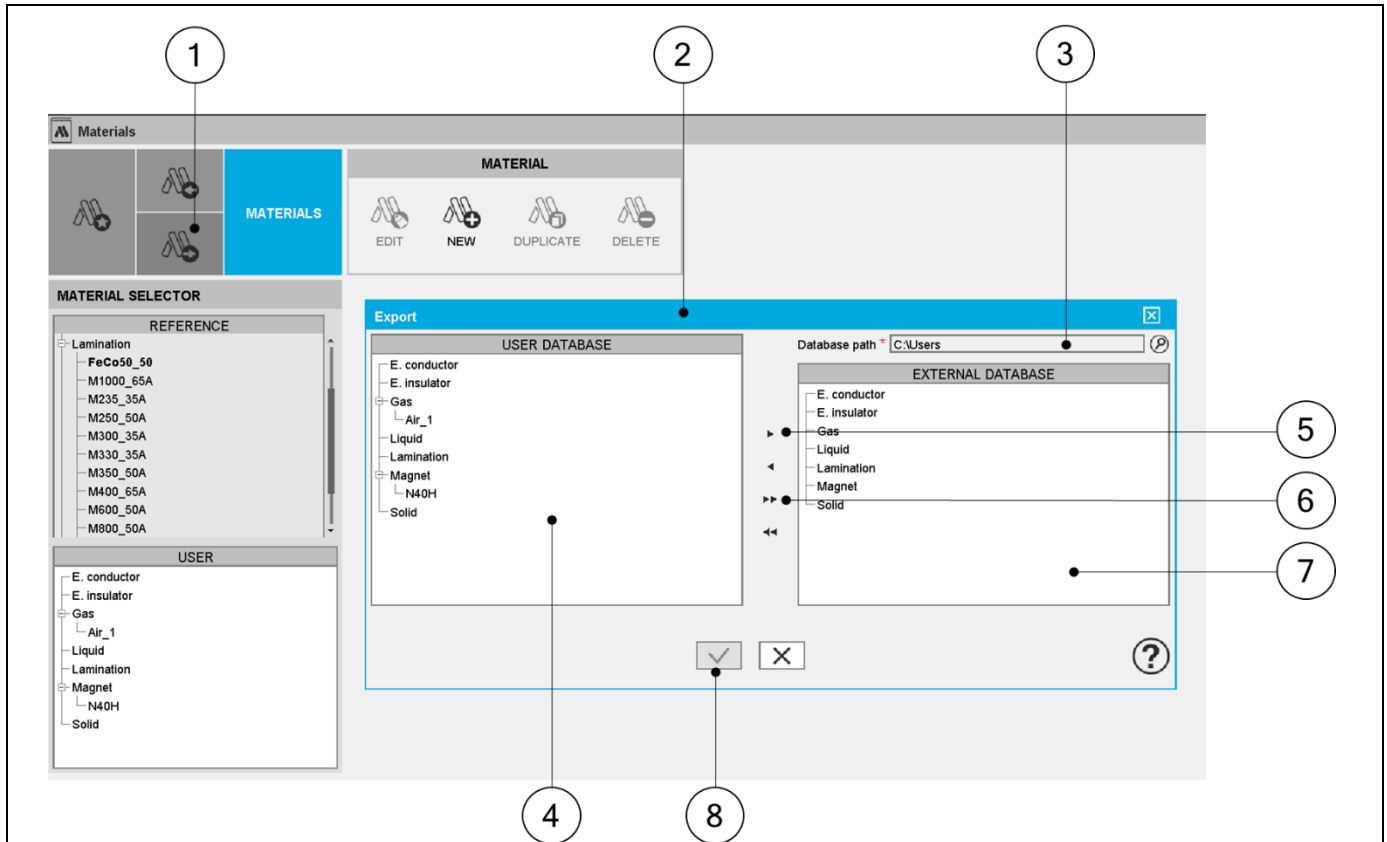 1
2
3
Materials
MATERIALS
MATERIAL
EDIT
NEW
DUPLICATE
DELETE
MATERIAL SELECTOR
REFERENCE
Lamination
FeCo50_50
M1000_65A
M235_35A
M250_50A
M300_35A
M330_35A
M350_50A
M400_65A
M600_50A
M800_50A
USER
E. conductor
E. insulator
Gas
Air_1
Liquid
Lamination
Magnet
N40H
Solid
Export
USER DATABASE
E. conductor
E. insulator
Gas
Air_1
Liquid
Lamination
Magnet
N40H
Solid
Database path * C:\Users
EXTERNAL DATABASE
E. conductor
E. insulator
Gas
Liquid
Lamination
Magnet
Solid
?
5
6
7
4
8